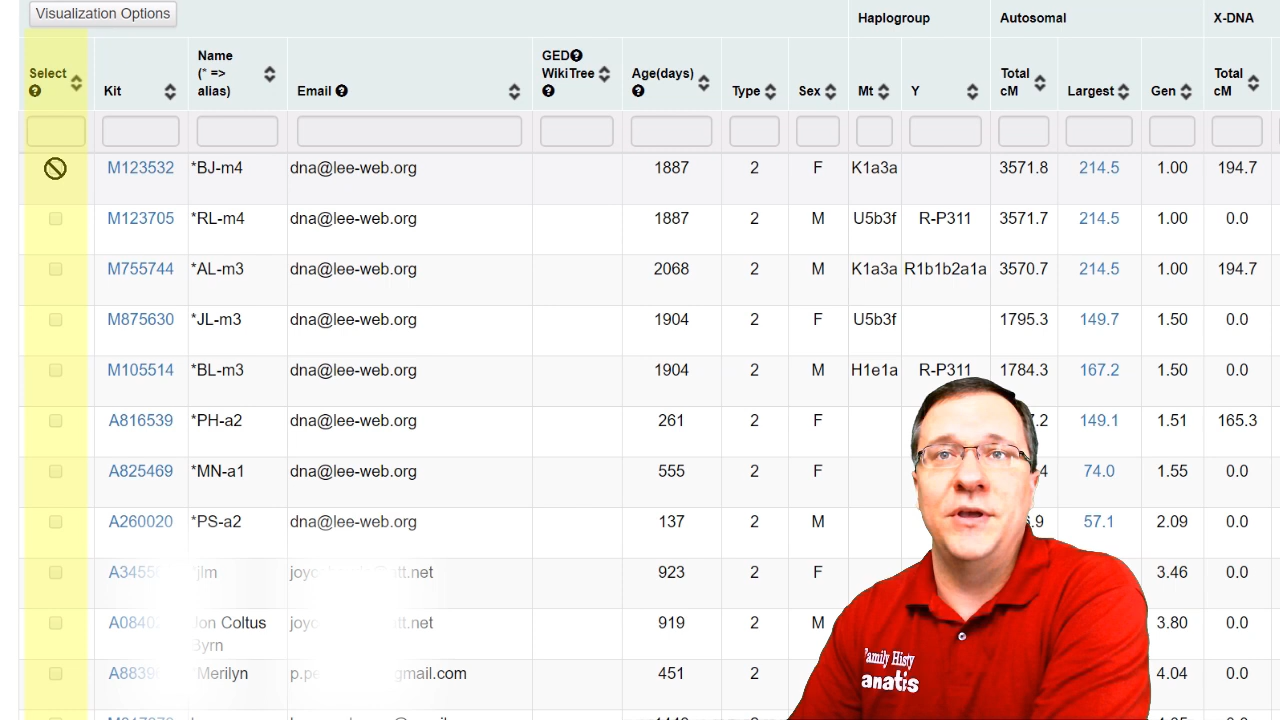 Visualization Options
Haplogroup Autosomal X-DNA
Select Kit Name (* => alias) Email GED WikiTree Age(days) Type Sex Mt Y Total cM Largest Gen Total cM
M123532 *BJ-m4 dna@lee-web.org 1887 2 F K1a3a 3571.8 214.5 1.00 194.7
M123705 *RL-m4 dna@lee-web.org 1887 2 M U5b3f R-P311 3571.7 214.5 1.00 0.0
M755744 *AL-m3 dna@lee-web.org 2068 2 M K1a3a R1b1b2a1a 3570.7 214.5 1.00 194.7
M875630 *JL-m3 dna@lee-web.org 1904 2 F U5b3f 1795.3 149.7 1.50 0.0
M105514 *BL-m3 dna@lee-web.org 1904 2 M H1e1a R-P311 1784.3 167.2 1.50 0.0
A816539 *PH-a2 dna@lee-web.org 261 2 F 149.1 1.51 165.3
A825469 *MN-a1 dna@lee-web.org 555 2 F 74.0 1.55 0.0
A260020 *PS-a2 dna@lee-web.org 137 2 M 57.1 2.09 0.0
923 2 F 3.46 0.0
Coltus 919 2 M 3.80 0.0
Byrn
Merilyn 451 2 4.04 0.0
Family Histy
anatis